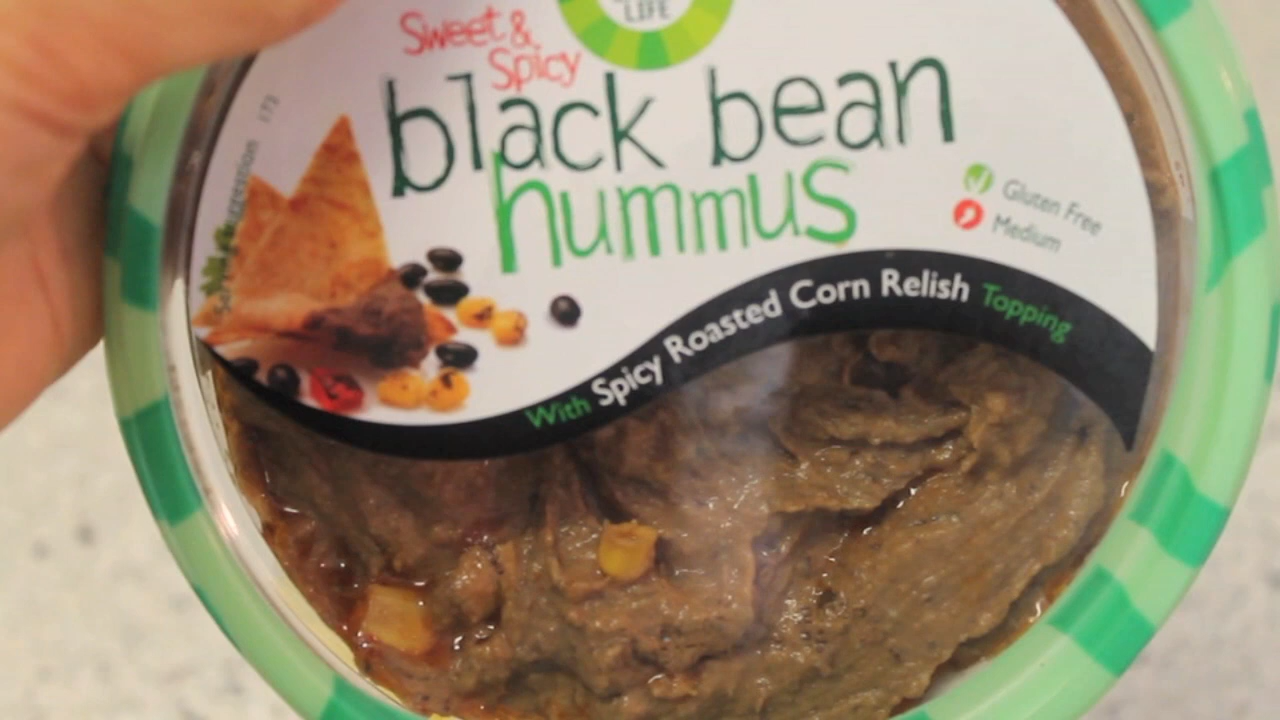 LIFE
Sweet &
Spicy
black bean
hummus
Gluten Free
Medium
With Spicy Roasted Corn Relish Topping